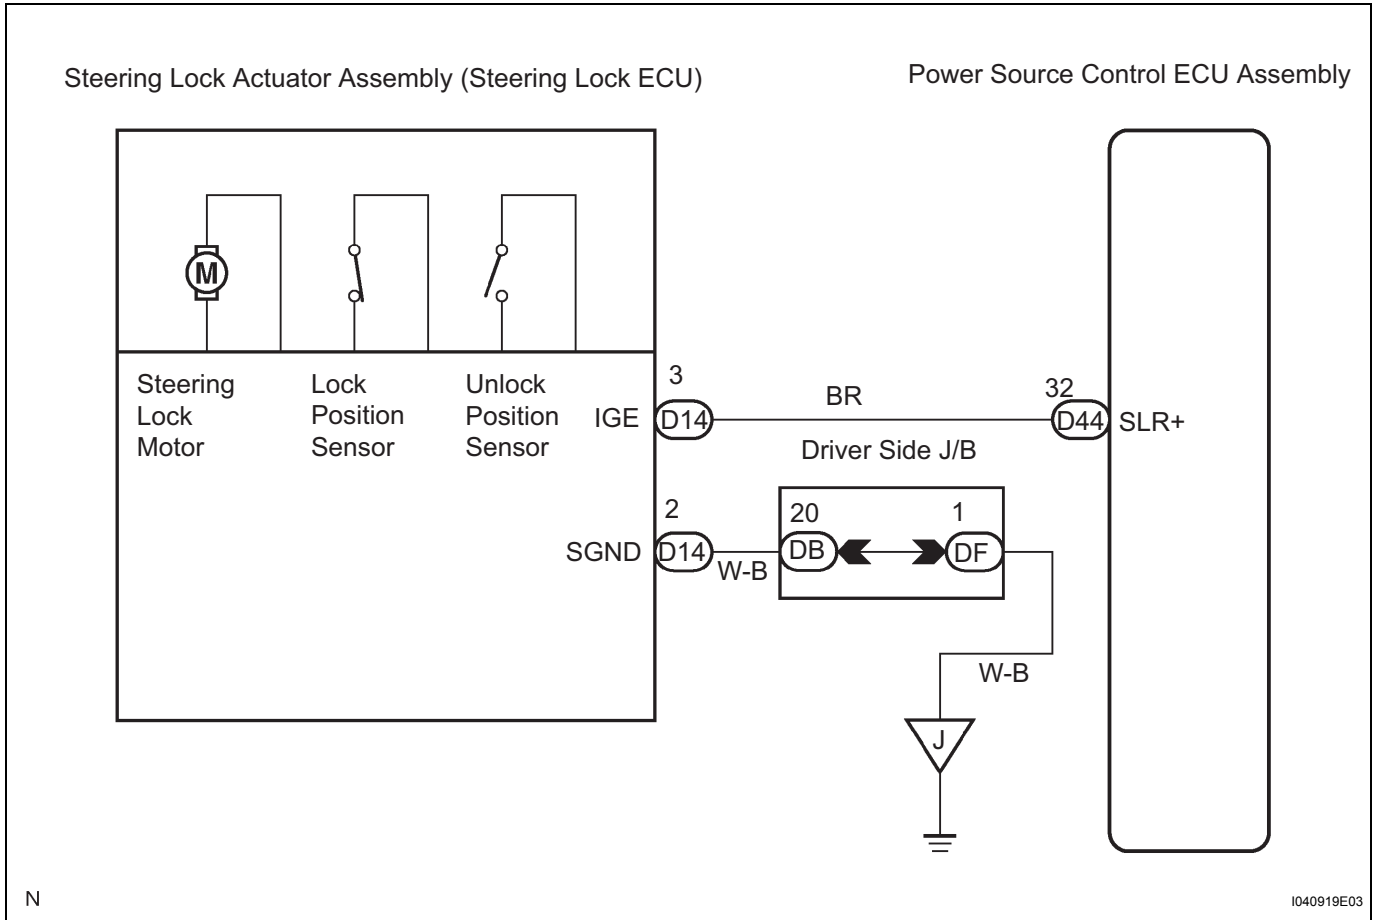 Steering Lock Actuator Assembly (Steering Lock ECU)
Power Source Control ECU Assembly
M
Steering
Lock
Motor
Lock
Position
Sensor
Unlock
Position
Sensor
IGE
3
D14
BR
32
D44
SLR+
Driver Side J/B
SGND
2
D14
W-B
20
DB
1
DF
W-B
J
N
I040919E03